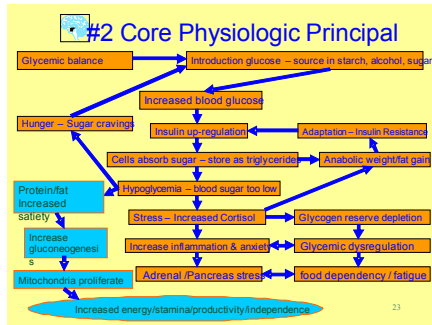 #2 Core Physiologic Principal
Glycemic balance
Introduction glucose – source in starch, alcohol, sugar
Increased blood glucose
Hunger – Sugar cravings
Insulin up-regulation
Adaptation – Insulin Resistance
Cells absorb sugar – store as triglycerides
Anabolic weight/fat gain
Protein/fat
Increased
satiety
Hypoglycemia – blood sugar too low
Stress – Increased Cortisol
Glycogen reserve depletion
Increase
gluconeogenesi
s
Increase inflammation & anxiety
Glycemic dysregulation
Mitochondria proliferate
Adrenal /Pancreas stress
food dependency / fatigue
Increased energy/stamina/productivity/independence
23